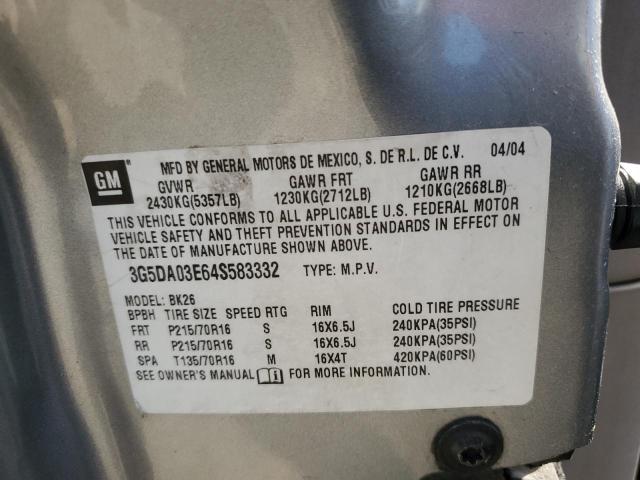 GM
MFD BY GENERAL MOTORS DE MEXICO, S. DE R.L. DE C.V. 04/04
GVWR GAWR FRT GAWR RR
2430KG(5357LB) 1230KG(2712LB) 1210KG(2668LB)
THIS VEHICLE CONFORMS TO ALL APPLICABLE U.S. FEDERAL MOTOR
VEHICLE SAFETY AND THEFT PREVENTION STANDARDS IN EFFECT ON
THE DATE OF MANUFACTURE SHOWN ABOVE.
3G5DA03E64S583332 TYPE: M.P.V.
MODEL: BK26
BPBH TIRE SIZE SPEED RTG RIM COLD TIRE PRESSURE
FRT P215/70R16 S 16X6.5J 240KPA(35PSI)
RR P215/70R16 S 16X6.5J 240KPA(35PSI)
SPA T135/70R16 M 16X4T 420KPA(60PSI)
SEE OWNER'S MANUAL FOR MORE INFORMATION.